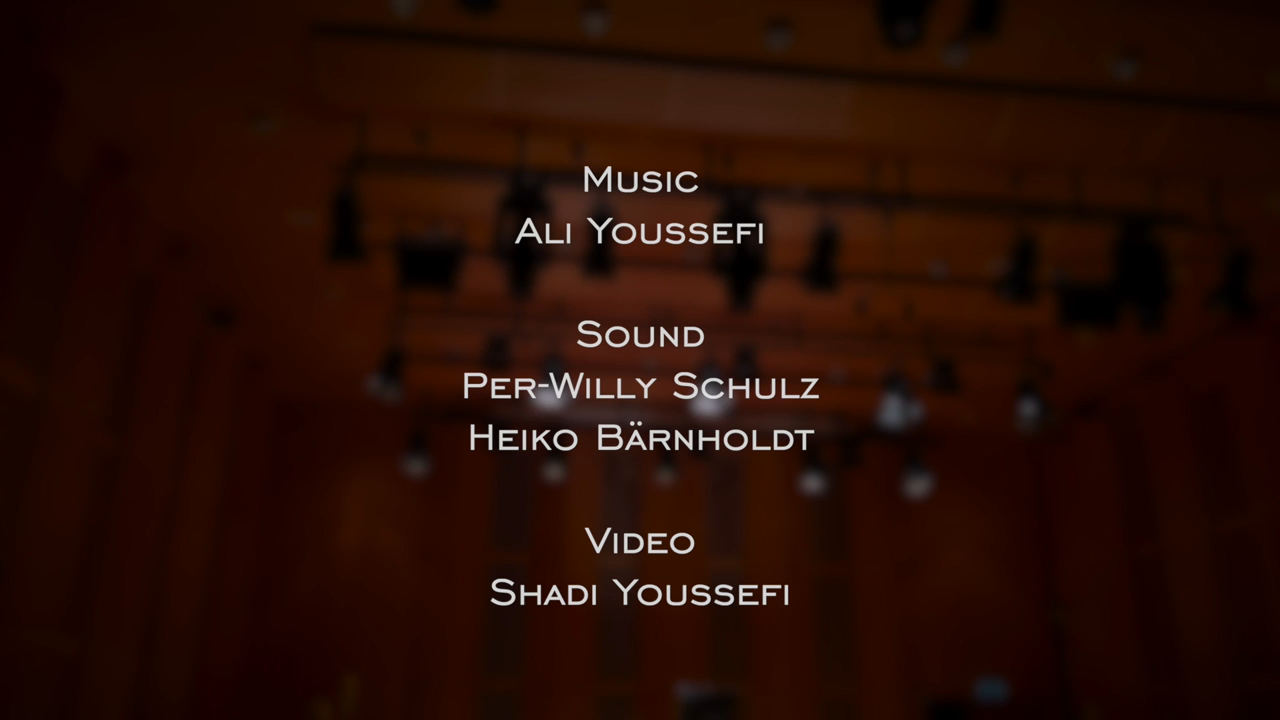 Music
Ali Youssefi
Sound
Per-Willy Schulz
Heiko Bärnholdt
Video
Shadi Youssefi